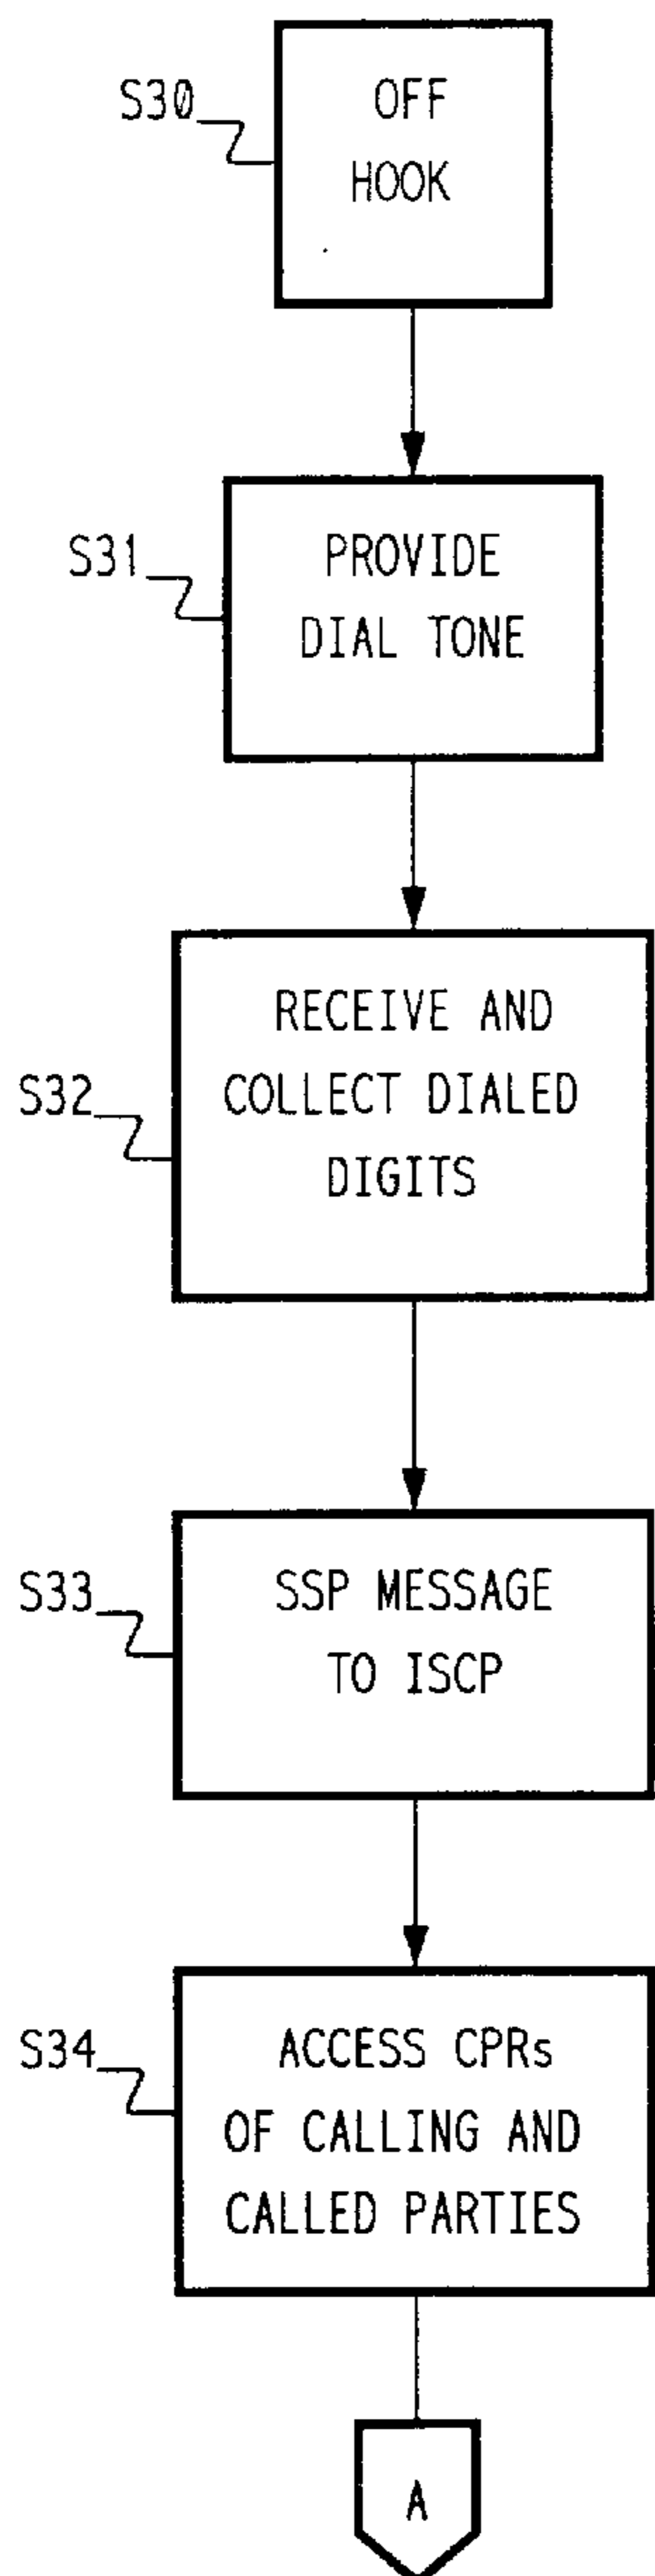 S30
OFF
HOOK
S31
PROVIDE
DIAL TONE
S32
RECEIVE AND
COLLECT DIALED
DIGITS
S33
SSP MESSAGE
TO ISCP
S34
ACCESS CPRs
OF CALLING AND
CALLED PARTIES
A